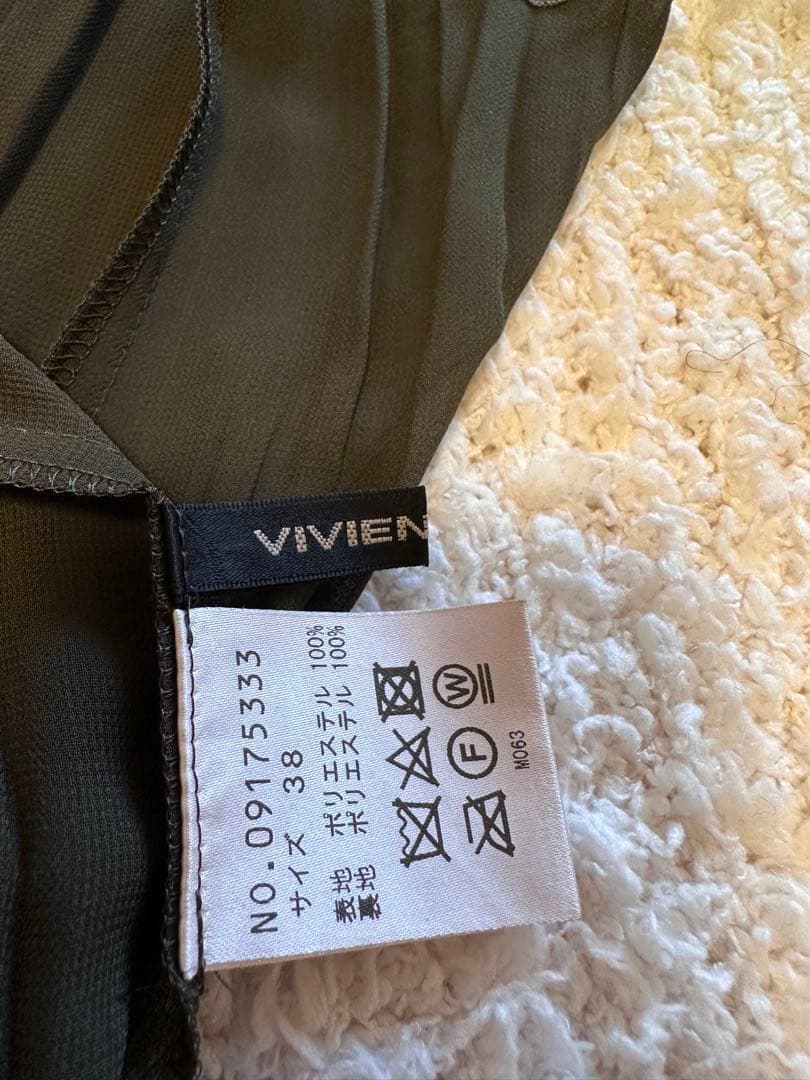 VIVIEN
NO.09175333
サイズ 38
表地 ポリエステル 100%
裏地 ポリエステル 100%
F W
M063